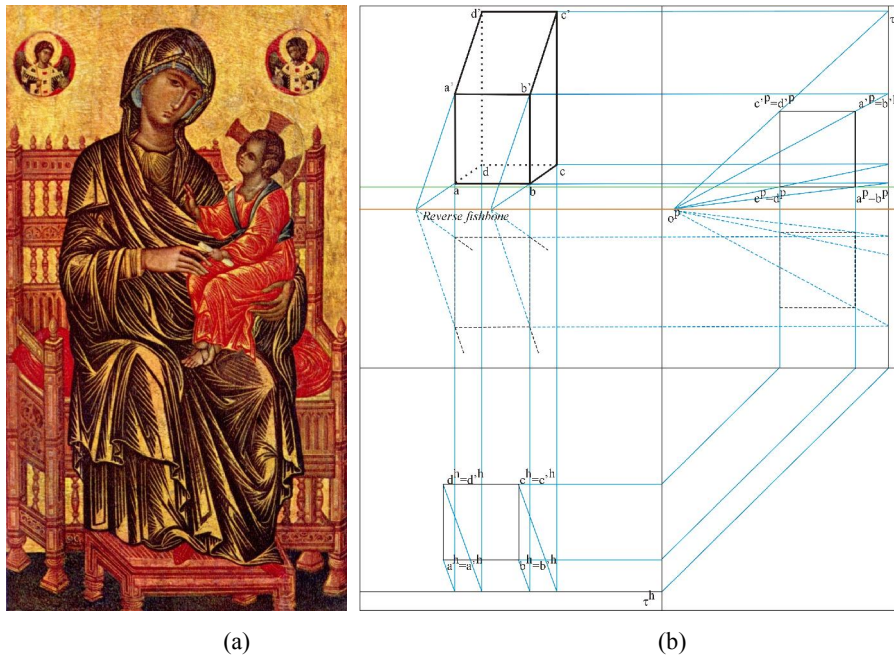 d'
c'
τ
a'
b'
c'ᵖ=d'ᵖ
a'ᵖ=b'ᵖ
d
c
a
b
cᵖ=dᵖ
aᵖ=bᵖ
Reverse fishbone
oᵖ
dʰ=d'ʰ
cʰ=c'ʰ
aʰ=a'ʰ
bʰ=b'ʰ
τʰ
(a)
(b)